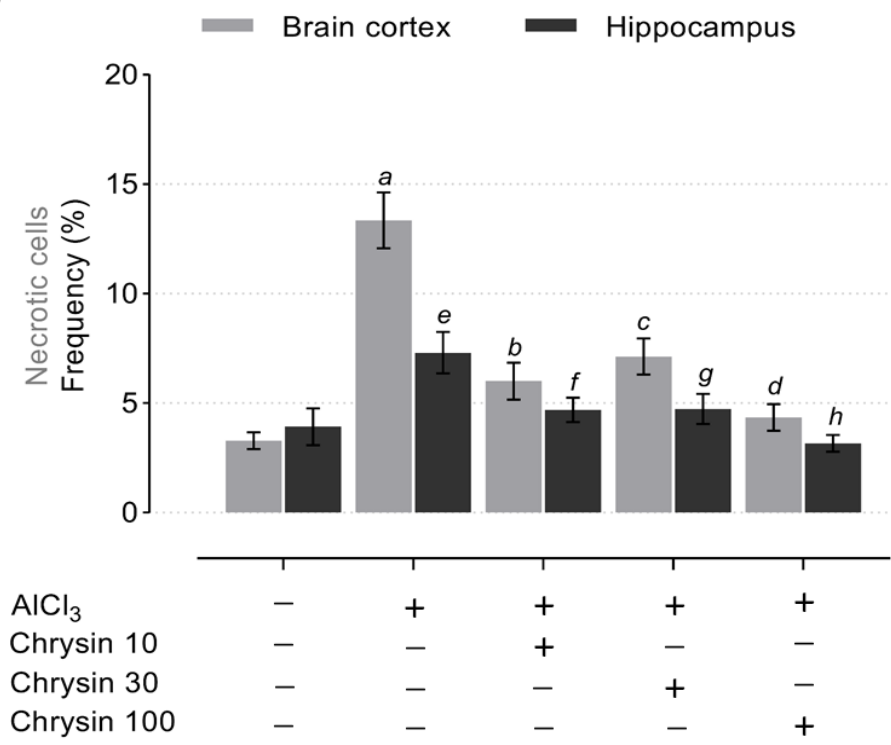 Brain cortex Hippocampus
Necrotic cells
Frequency (%)
20
15
10
5
0
a
e
b
f
c
g
d
h
AlCl₃ – + + + +
Chrysin 10 – – + – –
Chrysin 30 – – – + –
Chrysin 100 – – – – +